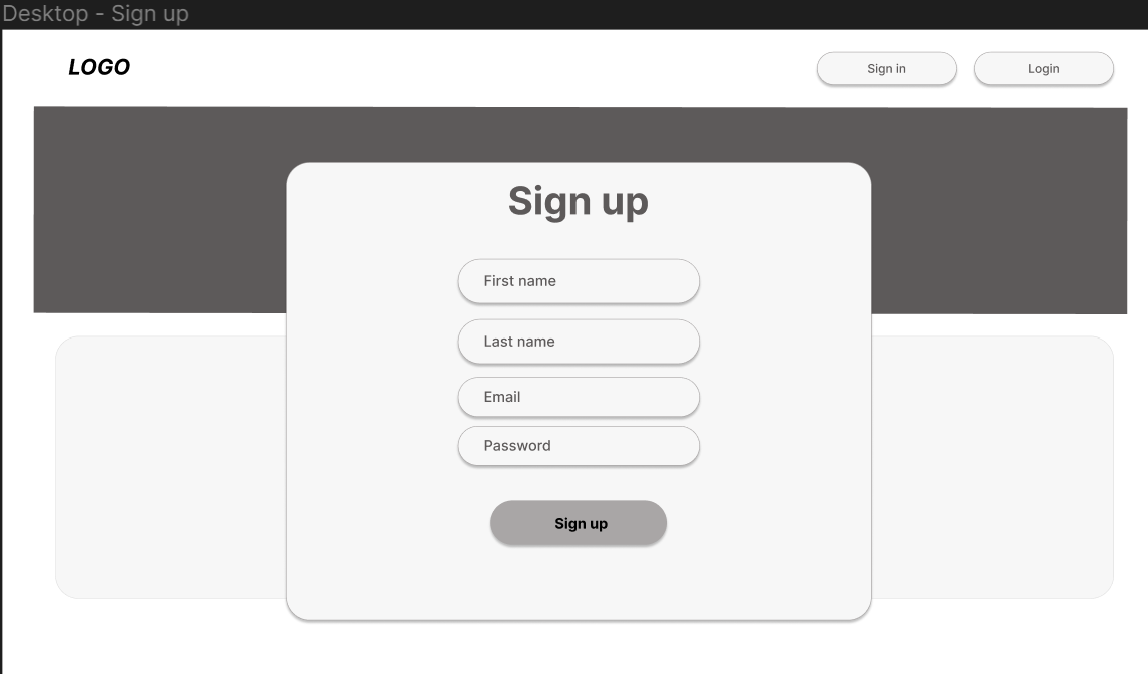 Desktop - Sign up
LOGO
Sign in
Login
Sign up
First name
Last name
Email
Password
Sign up